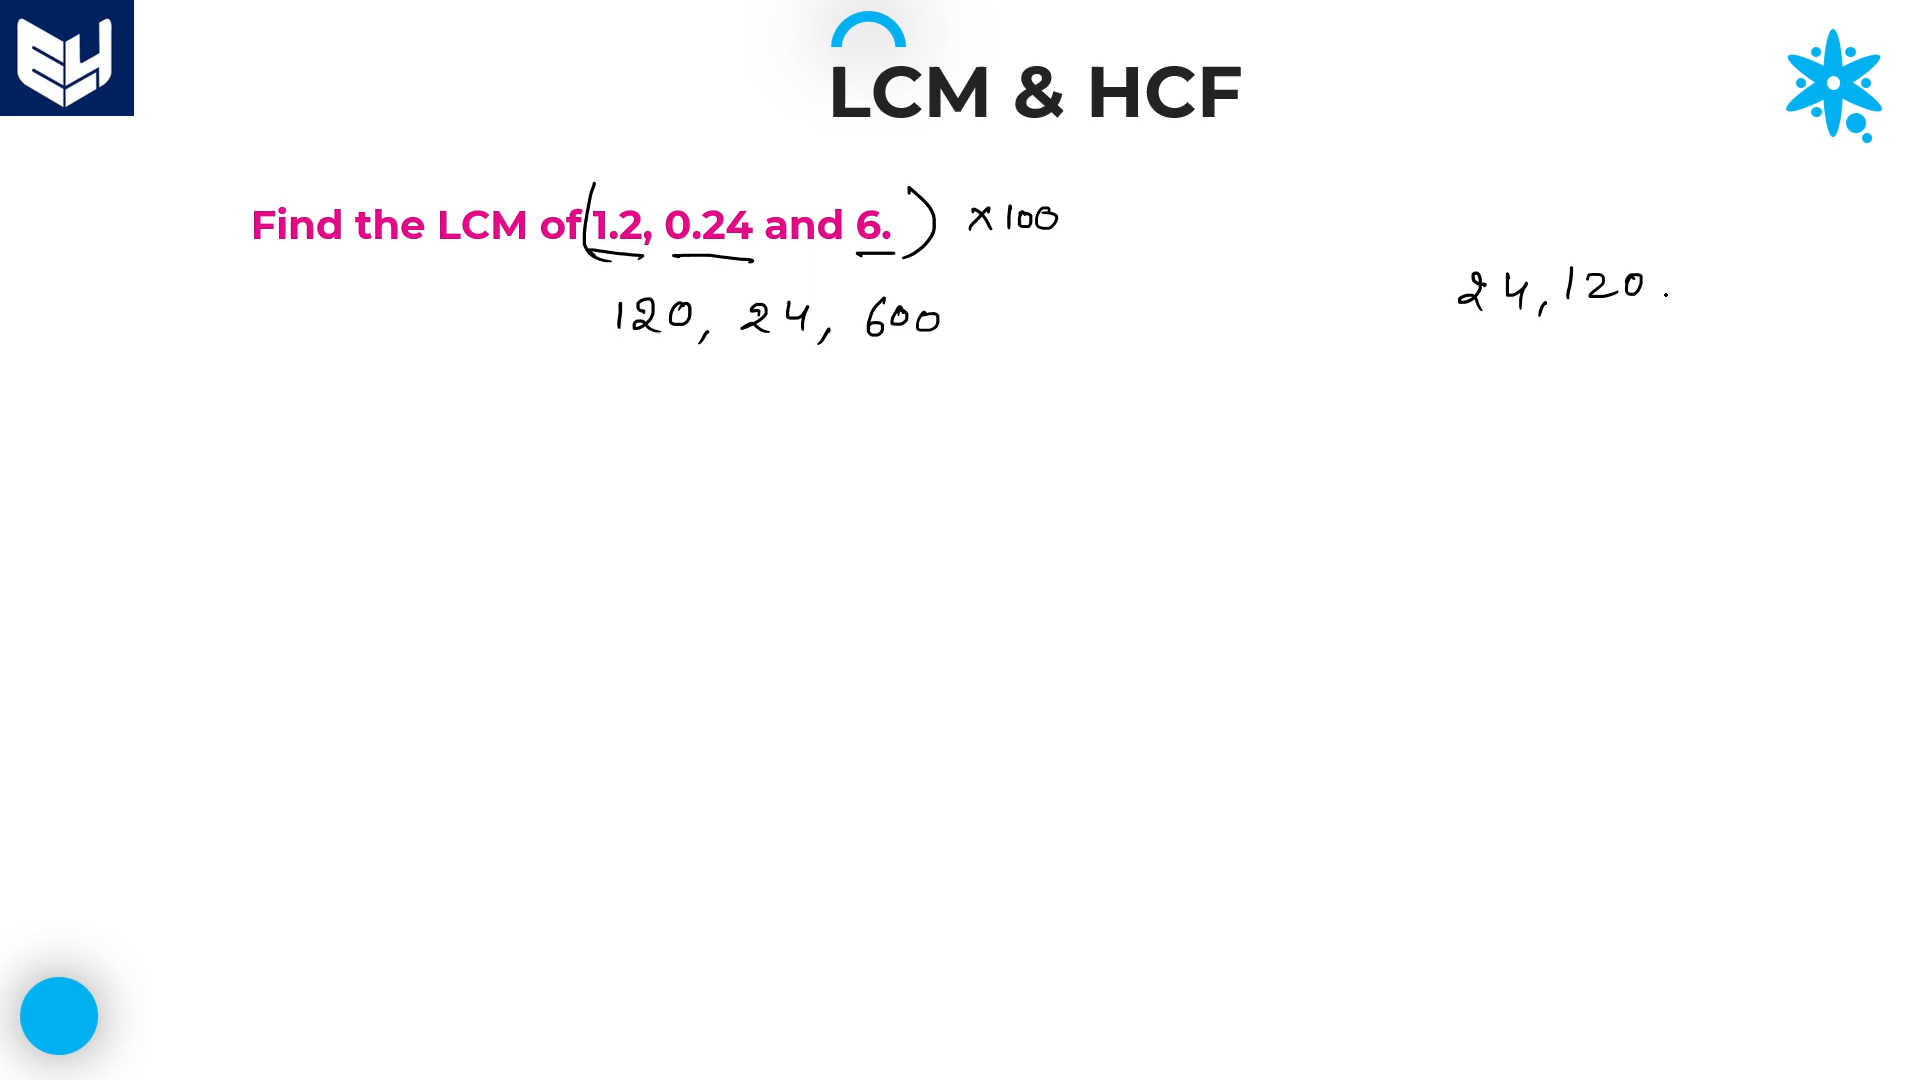 LCM & HCF
Find the LCM of (1.2, 0.24 and 6.) ×100
24, 120.
120, 24, 600